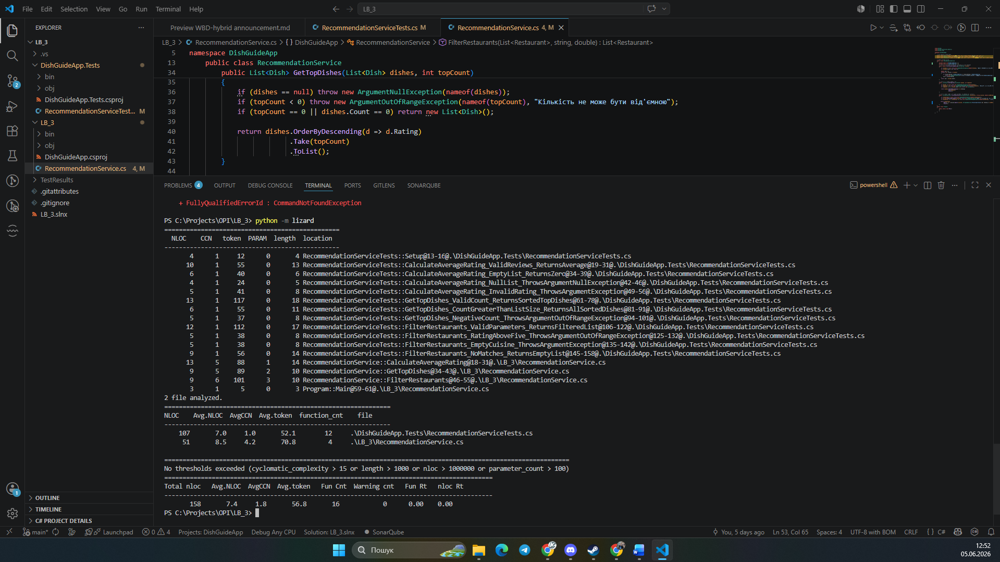 File Edit Selection View Go Run Terminal Help
LB_3
EXPLORER
LB_3
.vs
DishGuideApp.Tests
bin
obj
DishGuideApp.Tests.csproj
RecommendationServiceTest... M
LB_3
bin
obj
DishGuideApp.csproj
RecommendationService.cs 4, M
TestResults
.gitattributes
.gitignore
LB_3.slnx
OUTLINE
TIMELINE
C# PROJECT DETAILS
2
1
Preview WBD-hybrid announcement.md RecommendationServiceTests.cs M RecommendationService.cs 4, M
LB_3 > RecommendationService.cs > { } DishGuideApp > RecommendationService > FilterRestaurants(List<Restaurant>, string, double) : List<Restaurant>
5 namespace DishGuideApp
13 public class RecommendationService
34 public List<Dish> GetTopDishes(List<Dish> dishes, int topCount)
35 {
36 if (dishes == null) throw new ArgumentNullException(nameof(dishes));
37 if (topCount < 0) throw new ArgumentOutOfRangeException(nameof(topCount), "Кількість не може бути від'ємною");
38 if (topCount == 0 || dishes.Count == 0) return new List<Dish>();
39
40 return dishes.OrderByDescending(d => d.Rating)
41 .Take(topCount)
42 .ToList();
43 }
44
PROBLEMS 4 OUTPUT DEBUG CONSOLE TERMINAL PORTS GITLENS SONARQUBE powershell
+ FullyQualifiedErrorId : CommandNotFoundException
PS C:\Projects\OPI\LB_3> python -m lizard
================================================
NLOC CCN token PARAM length location
------------------------------------------------
4 1 12 0 4 RecommendationServiceTests::Setup@13-16@.\DishGuideApp.Tests\RecommendationServiceTests.cs
10 1 55 0 13 RecommendationServiceTests::CalculateAverageRating_ValidReviews_ReturnsAverage@19-31@.\DishGuideApp.Tests\RecommendationServiceTests.cs
6 1 40 0 6 RecommendationServiceTests::CalculateAverageRating_EmptyList_ReturnsZero@34-39@.\DishGuideApp.Tests\RecommendationServiceTests.cs
4 1 24 0 5 RecommendationServiceTests::CalculateAverageRating_NullList_ThrowsArgumentNullException@42-46@.\DishGuideApp.Tests\RecommendationServiceTests.cs
5 1 41 0 8 RecommendationServiceTests::CalculateAverageRating_InvalidRating_ThrowsArgumentException@49-56@.\DishGuideApp.Tests\RecommendationServiceTests.cs
13 1 117 0 18 RecommendationServiceTests::GetTopDishes_ValidCount_ReturnsSortedTopDishes@61-78@.\DishGuideApp.Tests\RecommendationServiceTests.cs
6 1 55 0 11 RecommendationServiceTests::GetTopDishes_CountGreaterThanListSize_ReturnsAllSortedDishes@81-91@.\DishGuideApp.Tests\RecommendationServiceTests.cs
5 1 37 0 8 RecommendationServiceTests::GetTopDishes_NegativeCount_ThrowsArgumentOutOfRangeException@94-101@.\DishGuideApp.Tests\RecommendationServiceTests.cs
12 1 112 0 17 RecommendationServiceTests::FilterRestaurants_ValidParameters_ReturnsFilteredList@106-122@.\DishGuideApp.Tests\RecommendationServiceTests.cs
5 1 38 0 8 RecommendationServiceTests::FilterRestaurants_RatingAboveFive_ThrowsArgumentOutOfRangeException@125-132@.\DishGuideApp.Tests\RecommendationServiceTests.cs
5 1 38 0 8 RecommendationServiceTests::FilterRestaurants_EmptyCuisine_ThrowsArgumentException@135-142@.\DishGuideApp.Tests\RecommendationServiceTests.cs
9 1 56 0 14 RecommendationServiceTests::FilterRestaurants_NoMatches_ReturnsEmptyList@145-158@.\DishGuideApp.Tests\RecommendationServiceTests.cs
13 5 88 1 14 RecommendationService::CalculateAverageRating@18-31@.\LB_3\RecommendationService.cs
9 5 89 2 10 RecommendationService::GetTopDishes@34-43@.\LB_3\RecommendationService.cs
9 6 101 3 10 RecommendationService::FilterRestaurants@46-55@.\LB_3\RecommendationService.cs
3 1 5 0 3 Program::Main@59-61@.\LB_3\RecommendationService.cs
2 file analyzed.
==============================================================
NLOC Avg.NLOC AvgCCN Avg.token function_cnt file
--------------------------------------------------------------
107 7.0 1.0 52.1 12 .\DishGuideApp.Tests\RecommendationServiceTests.cs
51 8.5 4.2 70.8 4 .\LB_3\RecommendationService.cs
===============================================================================================================
No thresholds exceeded (cyclomatic_complexity > 15 or length > 1000 or nloc > 1000000 or parameter_count > 100)
==========================================================================================
Total nloc Avg.NLOC AvgCCN Avg.token Fun Cnt Warning cnt Fun Rt nloc Rt
------------------------------------------------------------------------------------------
158 7.4 1.8 56.8 16 0 0.00 0.00
PS C:\Projects\OPI\LB_3>
main* Launchpad 0 4 Projects: DishGuideApp Debug Any CPU Solution: LB_3.slnx SonarQube You, 5 days ago Ln 53, Col 65 Spaces: 4 UTF-8 with BOM CRLF { } C#
Пошук
12:52
05.06.2026